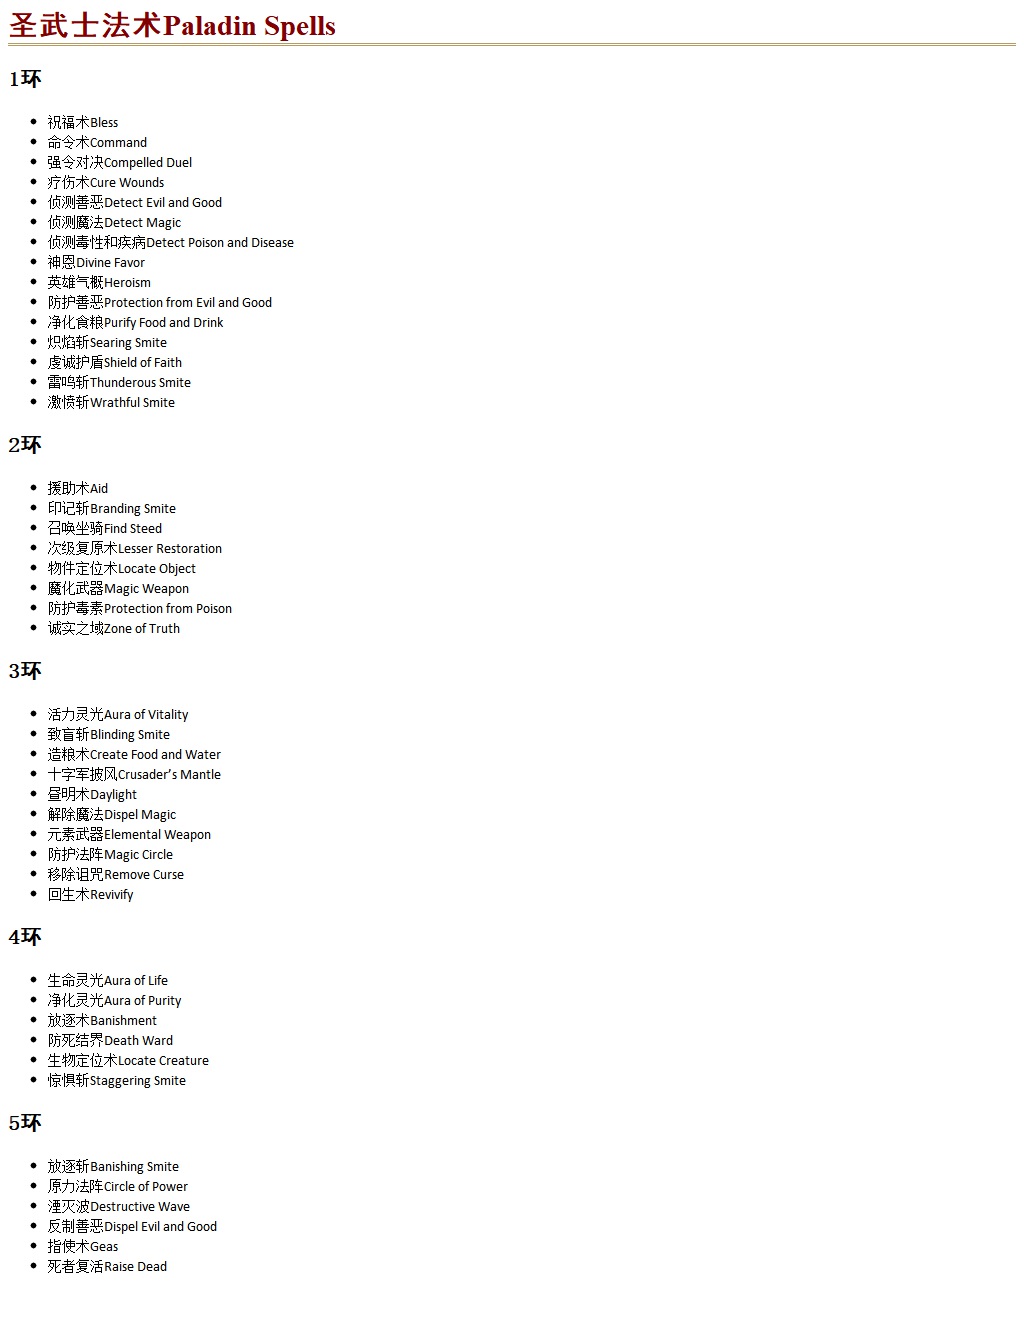 圣武士法术Paladin Spells
1环
祝福术Bless
命令术Command
强令对决Compelled Duel
疗伤术Cure Wounds
侦测善恶Detect Evil and Good
侦测魔法Detect Magic
侦测毒性和疾病Detect Poison and Disease
神恩Divine Favor
英雄气概Heroism
防护善恶Protection from Evil and Good
净化食粮Purify Food and Drink
炽焰斩Searing Smite
虔诚护盾Shield of Faith
雷鸣斩Thunderous Smite
激愤斩Wrathful Smite
2环
援助术Aid
印记斩Branding Smite
召唤坐骑Find Steed
次级复原术Lesser Restoration
物件定位术Locate Object
魔化武器Magic Weapon
防护毒素Protection from Poison
诚实之域Zone of Truth
3环
活力灵光Aura of Vitality
致盲斩Blinding Smite
造粮术Create Food and Water
十字军披风Crusader’s Mantle
昼明术Daylight
解除魔法Dispel Magic
元素武器Elemental Weapon
防护法阵Magic Circle
移除诅咒Remove Curse
回生术Revivify
4环
生命灵光Aura of Life
净化灵光Aura of Purity
放逐术Banishment
防死结界Death Ward
生物定位术Locate Creature
惊惧斩Staggering Smite
5环
放逐斩Banishing Smite
原力法阵Circle of Power
湮灭波Destructive Wave
反制善恶Dispel Evil and Good
指使术Geas
死者复活Raise Dead